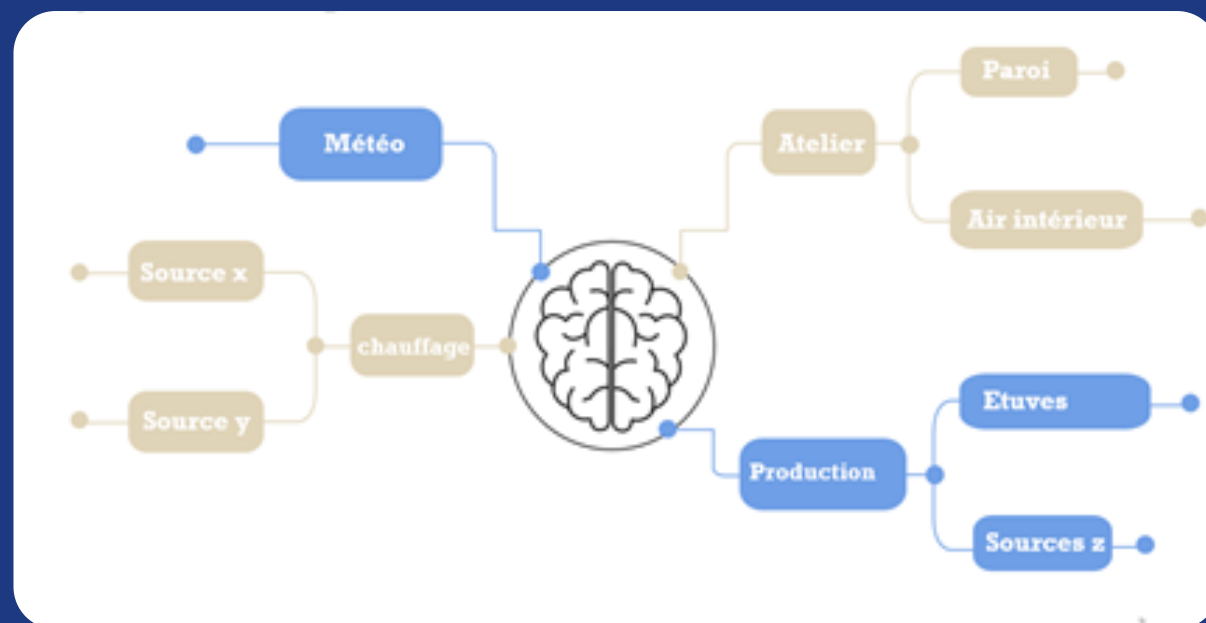 Météo
Source x
chauffage
Source y
Atelier
Paroi
Air intérieur
Production
Etuves
Sources z